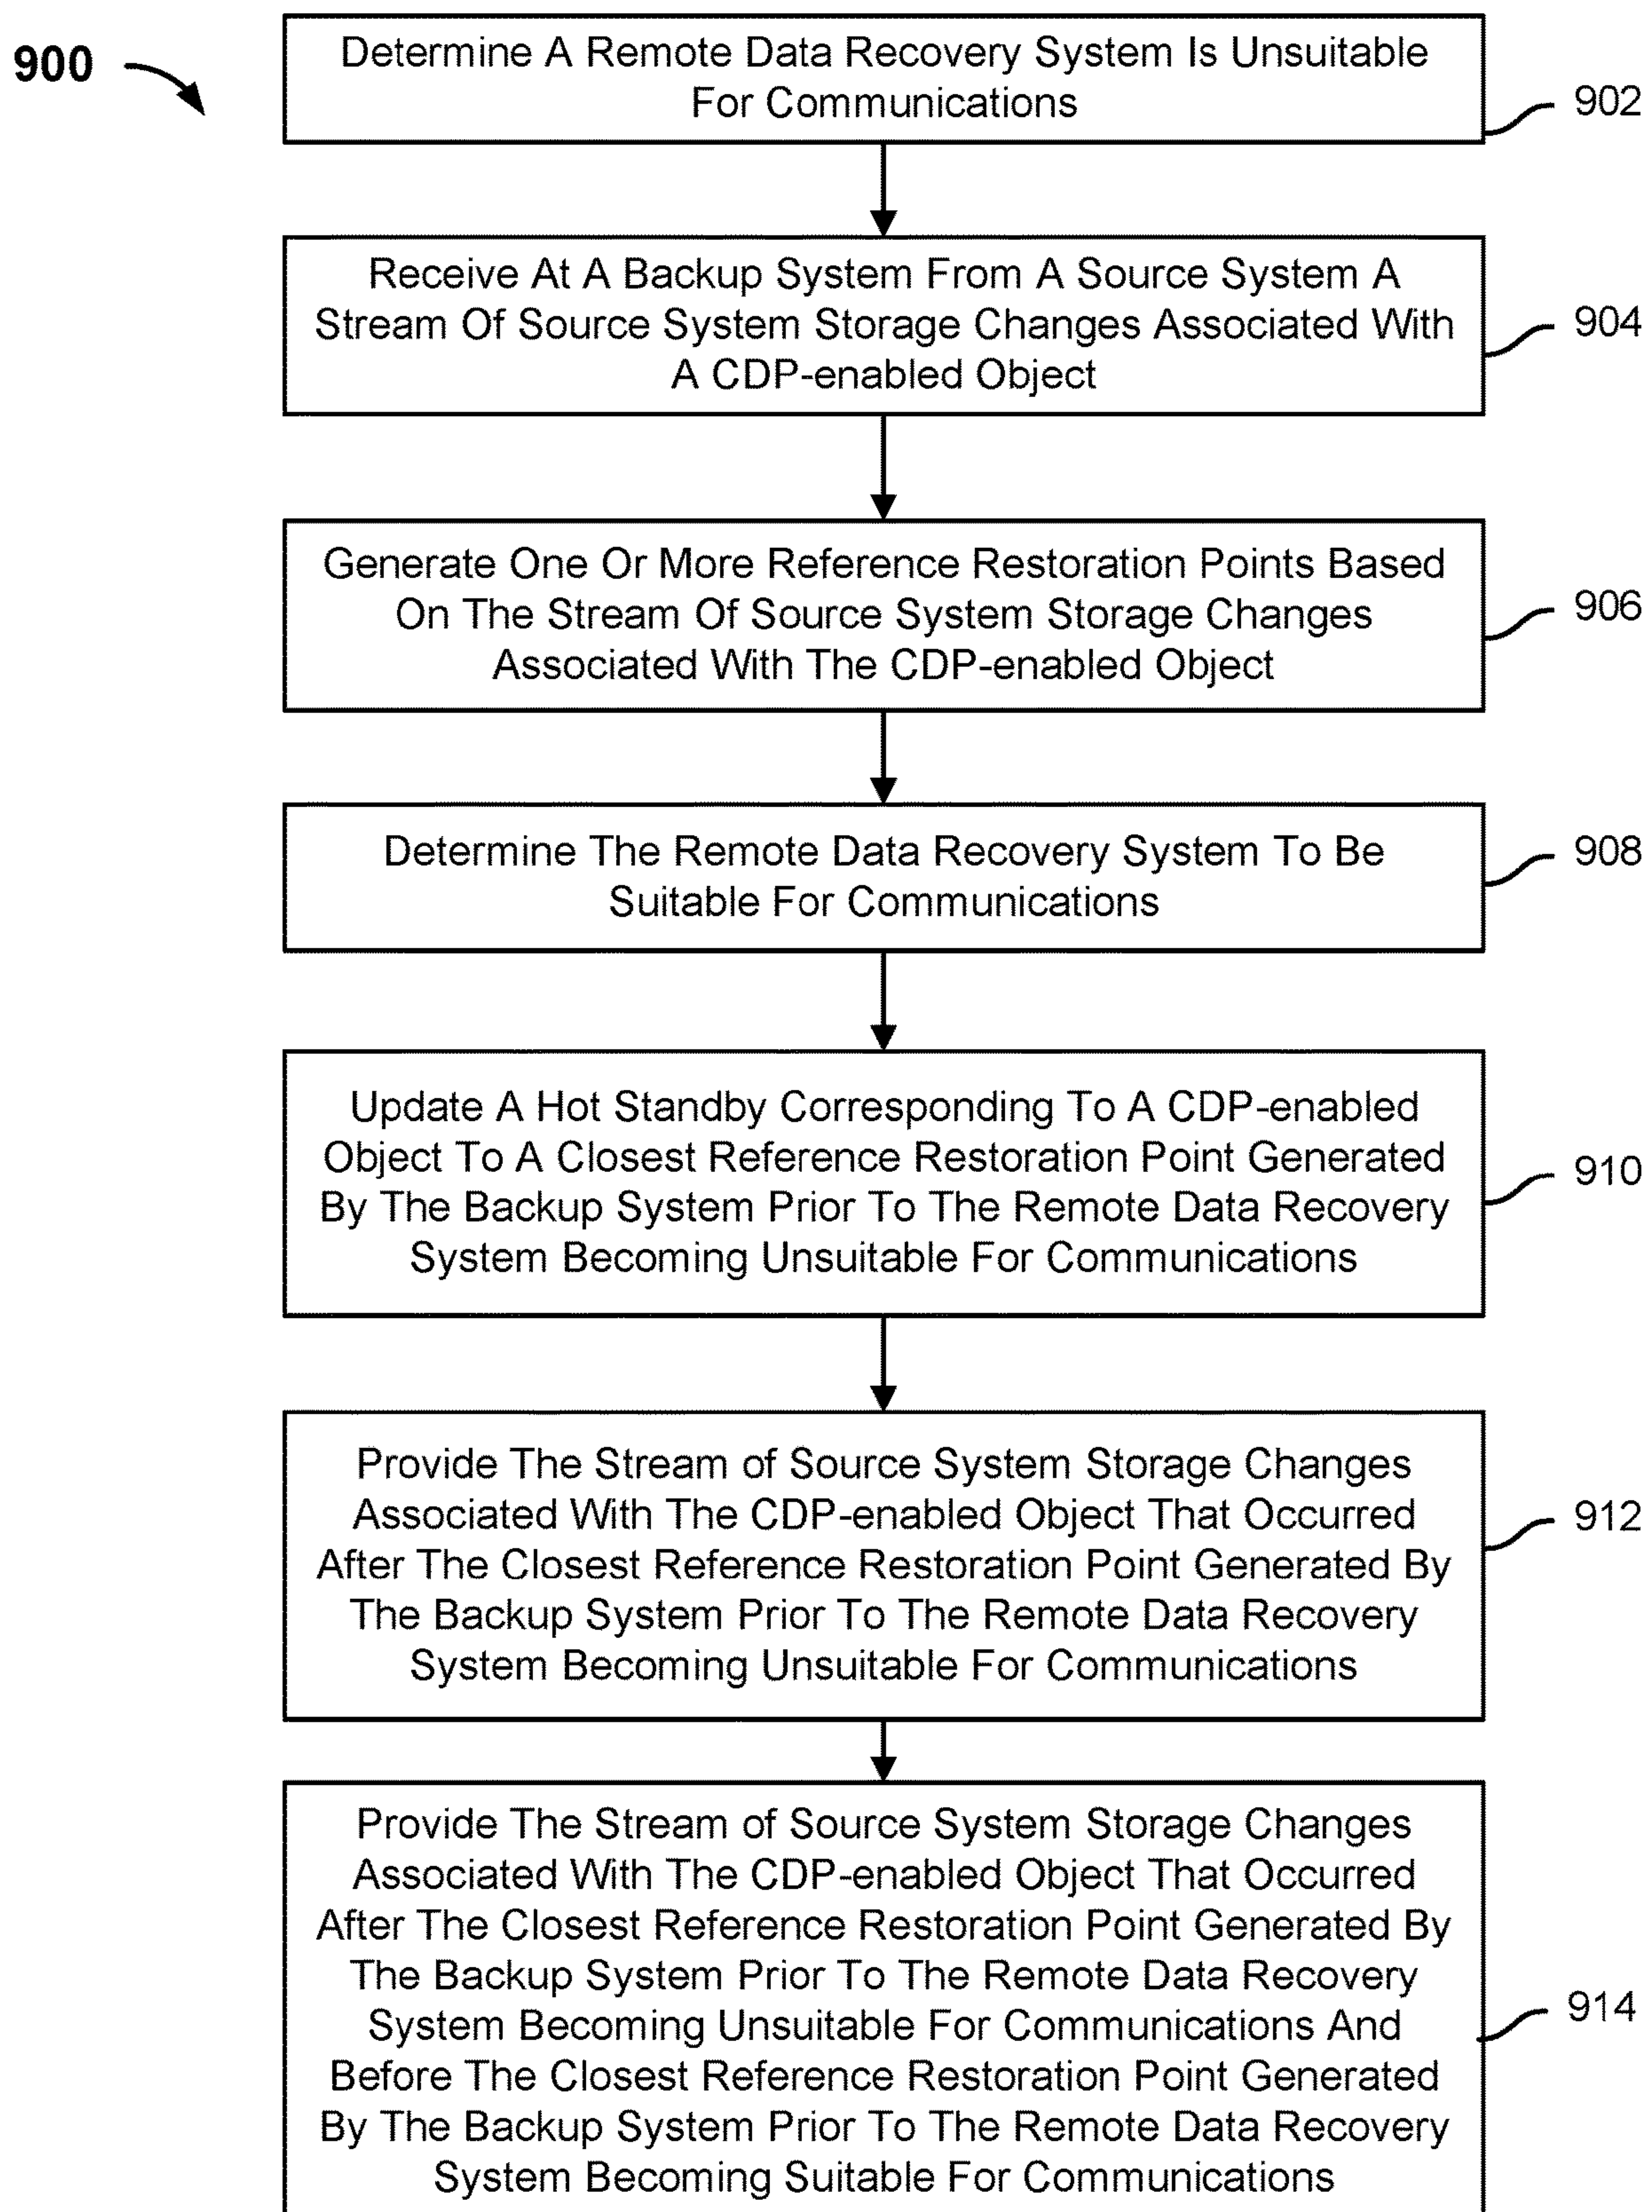 900
Determine A Remote Data Recovery System Is Unsuitable
For Communications
902
Receive At A Backup System From A Source System A
Stream Of Source System Storage Changes Associated With
A CDP-enabled Object
904
Generate One Or More Reference Restoration Points Based
On The Stream Of Source System Storage Changes
Associated With The CDP-enabled Object
906
Determine The Remote Data Recovery System To Be
Suitable For Communications
908
Update A Hot Standby Corresponding To A CDP-enabled
Object To A Closest Reference Restoration Point Generated
By The Backup System Prior To The Remote Data Recovery
System Becoming Unsuitable For Communications
910
Provide The Stream of Source System Storage Changes
Associated With The CDP-enabled Object That Occurred
After The Closest Reference Restoration Point Generated By
The Backup System Prior To The Remote Data Recovery
System Becoming Unsuitable For Communications
912
Provide The Stream of Source System Storage Changes
Associated With The CDP-enabled Object That Occurred
After The Closest Reference Restoration Point Generated By
The Backup System Prior To The Remote Data Recovery
System Becoming Unsuitable For Communications And
Before The Closest Reference Restoration Point Generated
By The Backup System Prior To The Remote Data Recovery
System Becoming Suitable For Communications
914